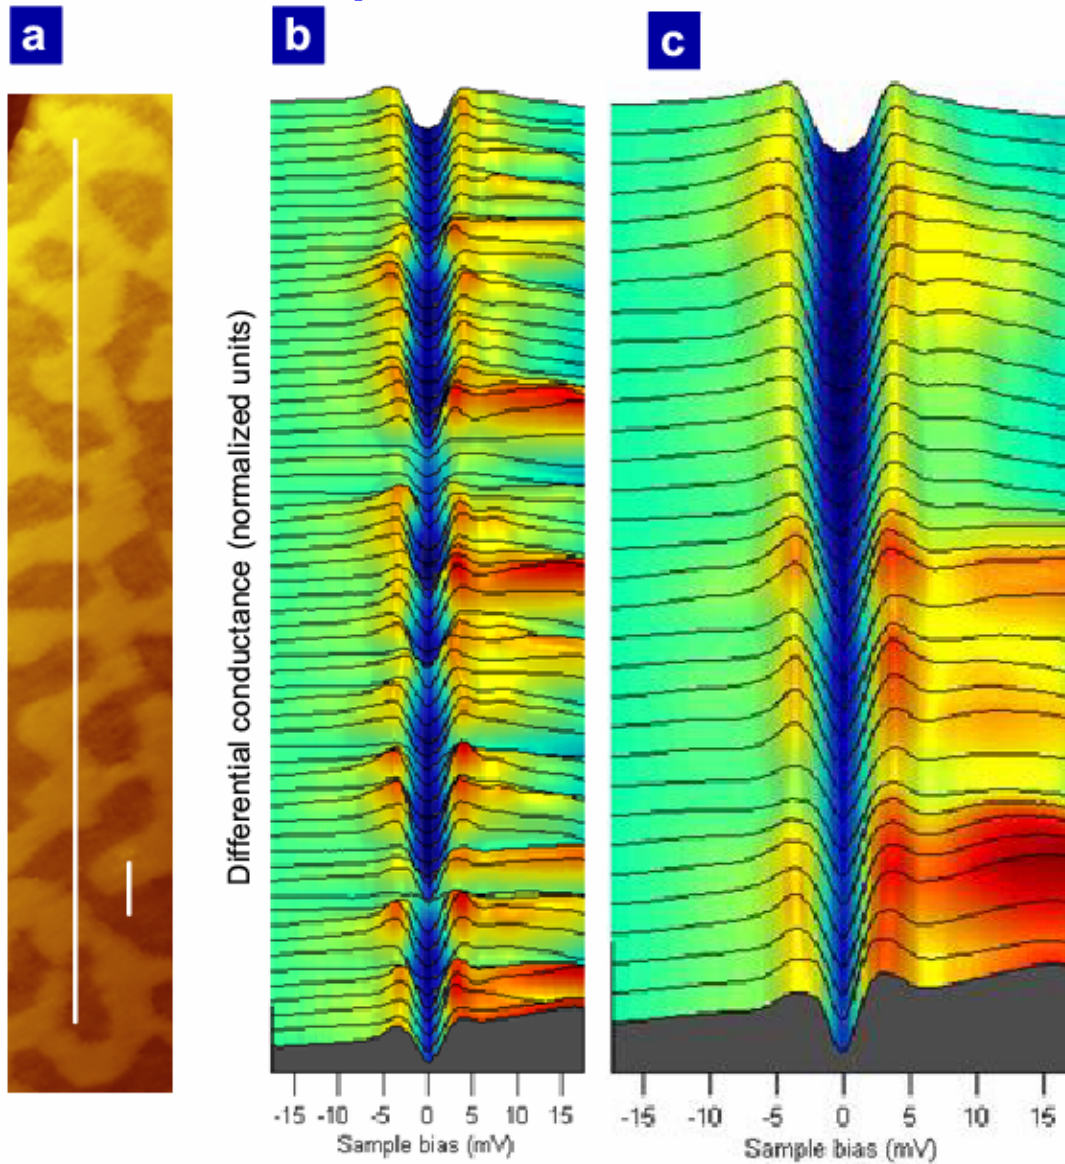 a
b
c
Differential conductance (normalized units)
-15 -10 -5 0 5 10 15
Sample bias (mV)
-15 -10 -5 0 5 10 15
Sample bias (mV)